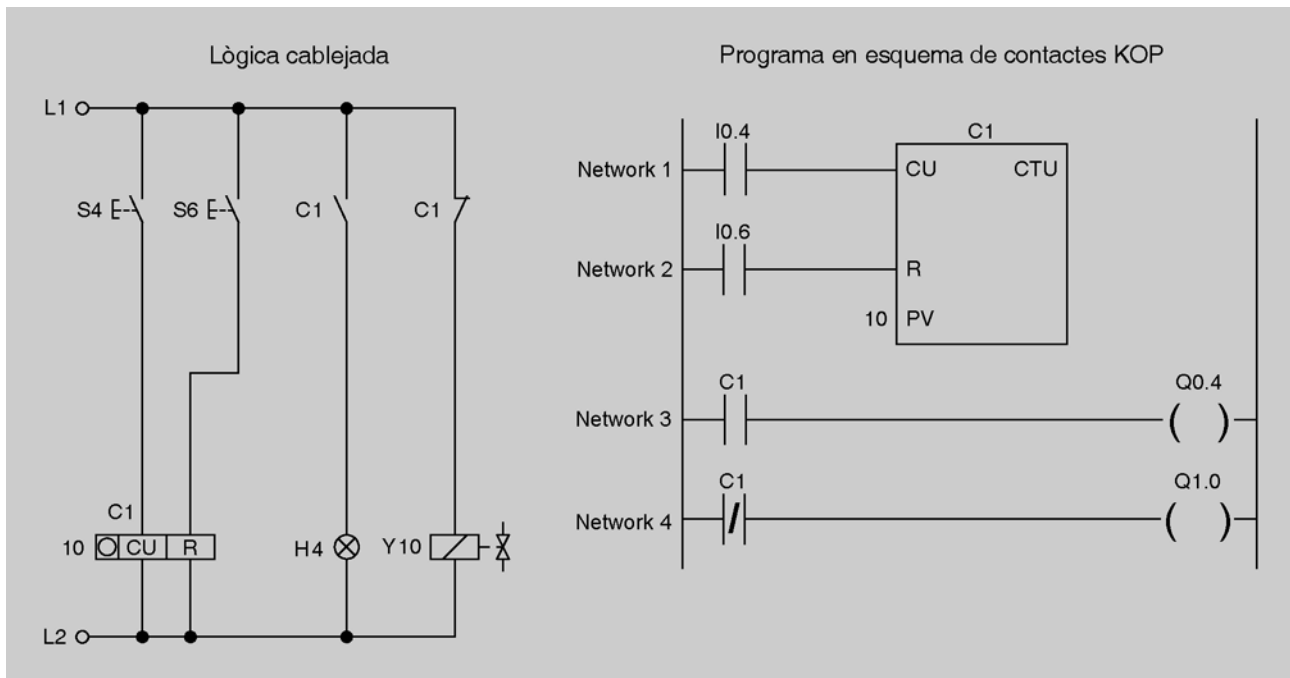 Lògica cablejada
L1
S4
S6
C1
C1
C1
10
CU
R
H4
Y10
L2
Programa en esquema de contactes KOP
I0.4
C1
Network 1
CU
CTU
I0.6
Network 2
R
10
PV
C1
Q0.4
Network 3
( )
C1
Q1.0
Network 4
( )